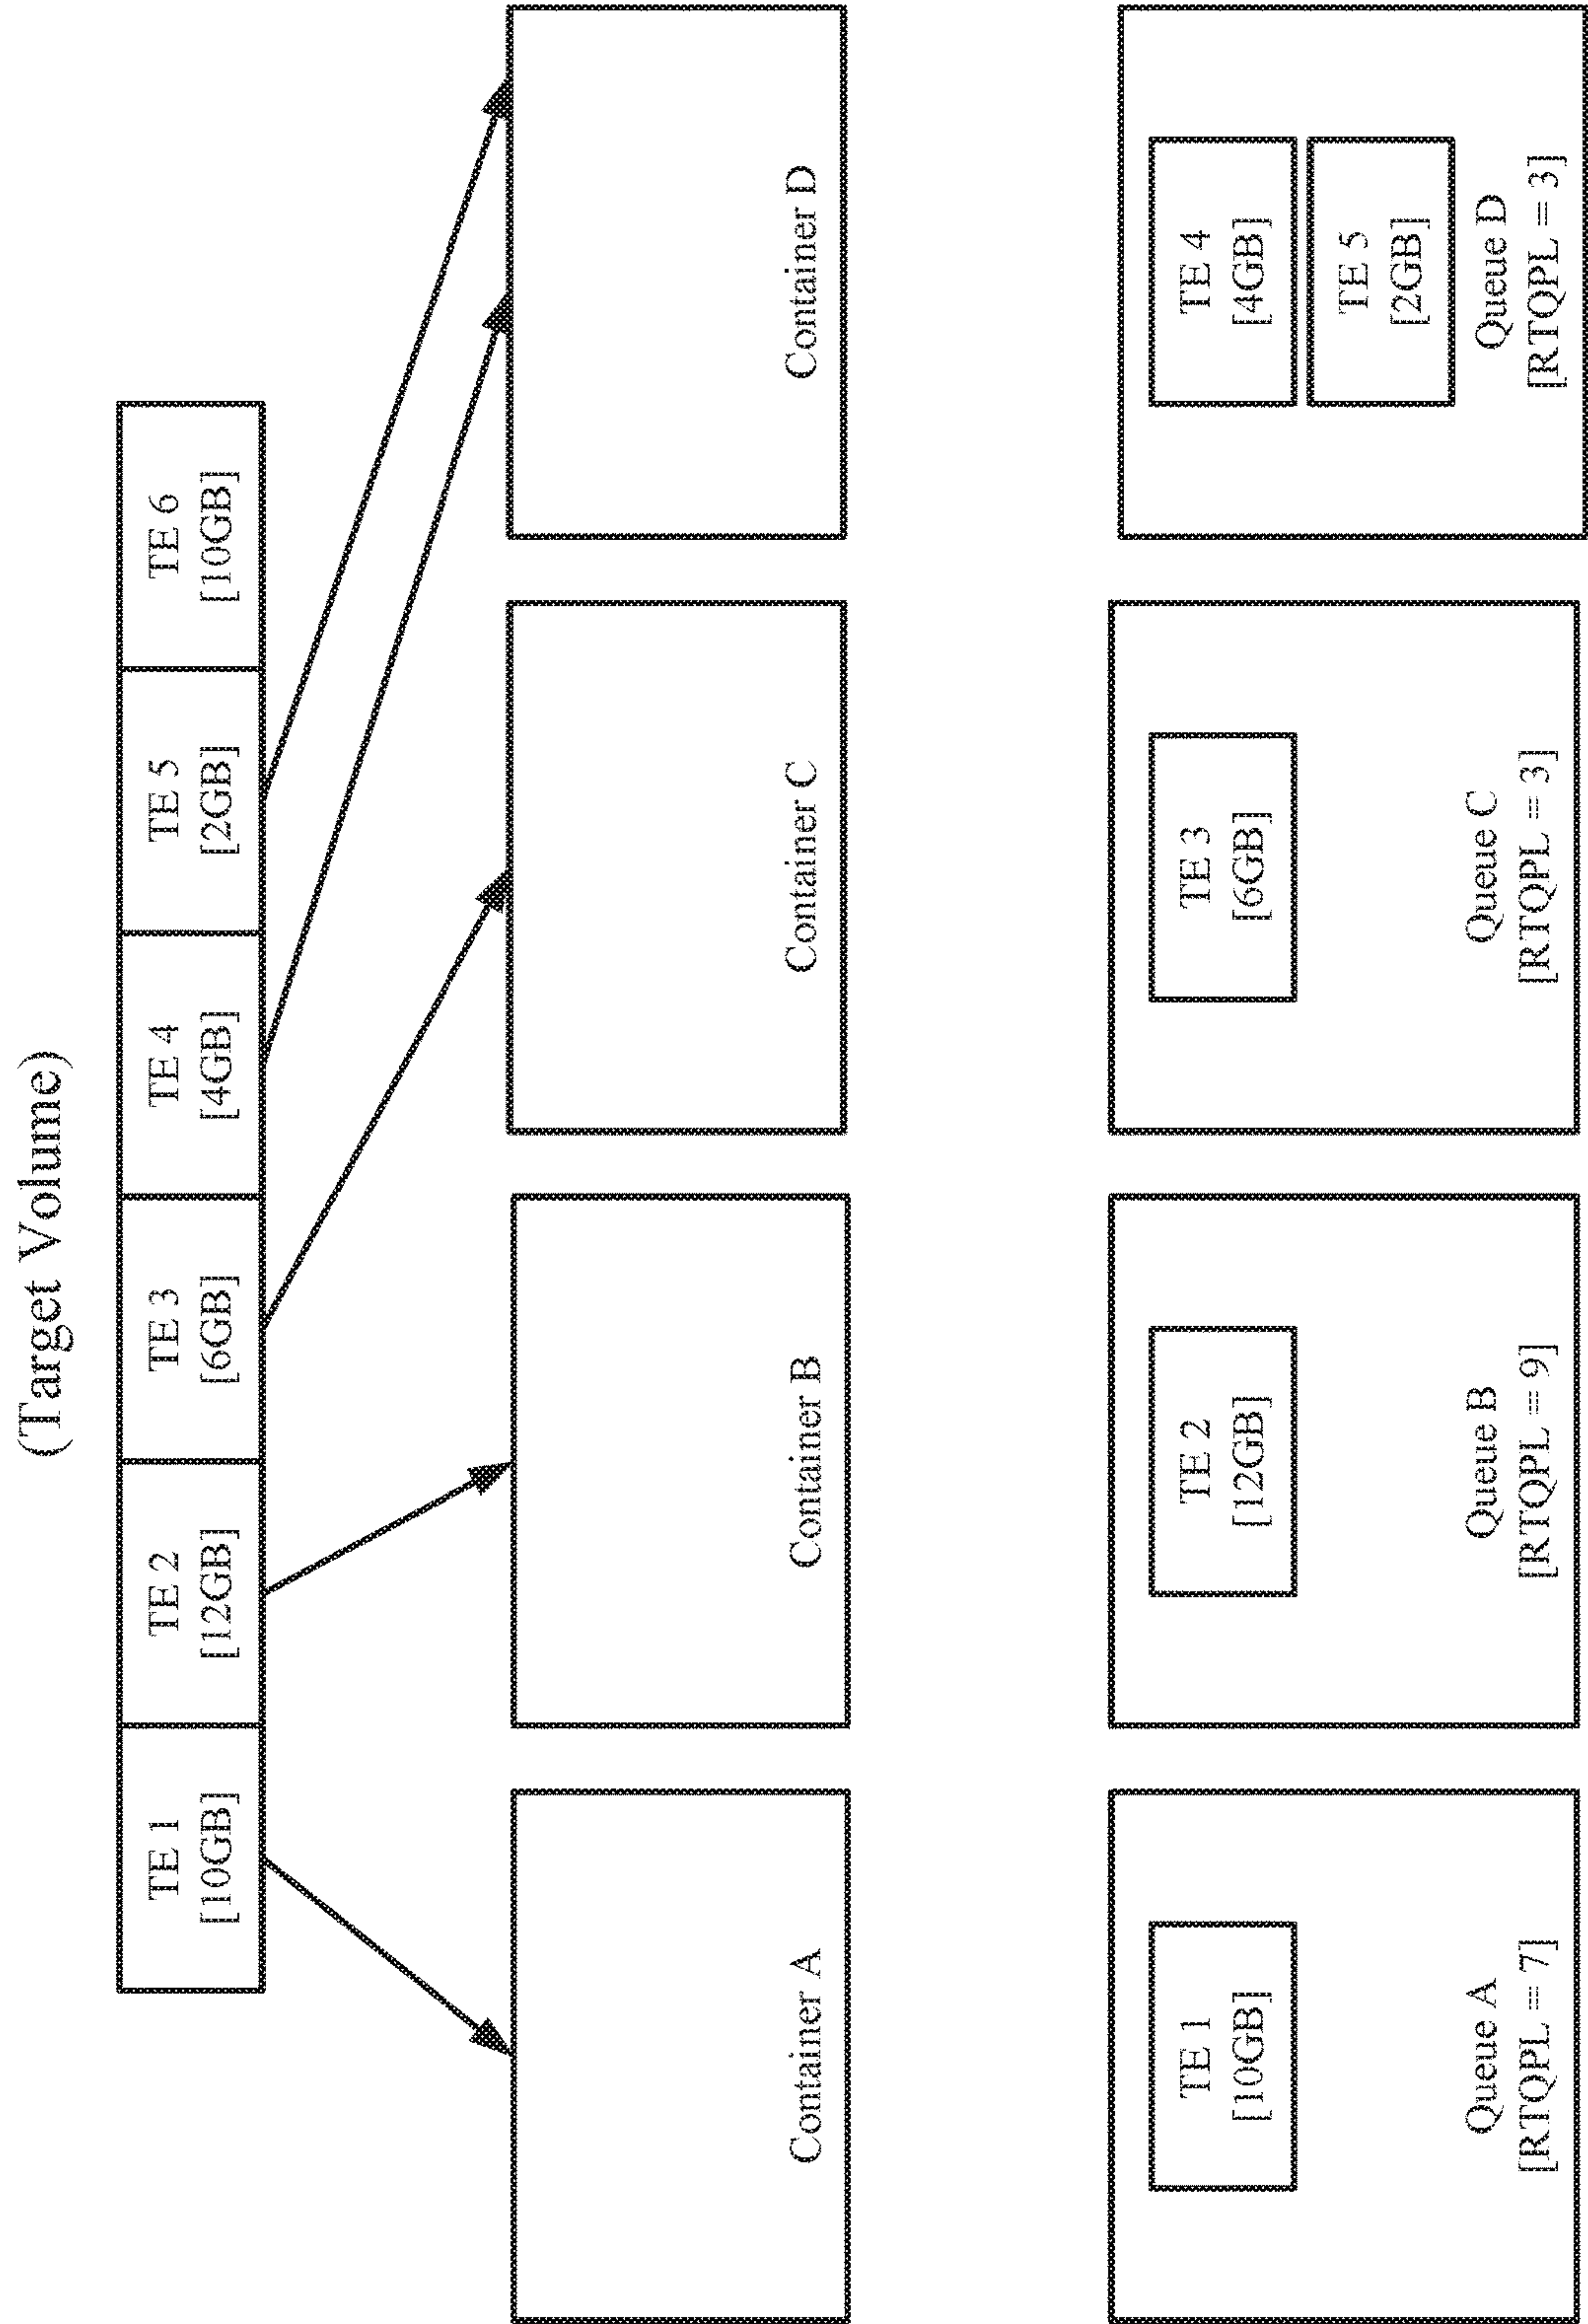 (Target Volume)
TE 1
[10GB]
TE 2
[12GB]
TE 3
[6GB]
TE 4
[4GB]
TE 5
[2GB]
TE 6
[10GB]
Container A
Container B
Container C
Container D
TE 1
[10GB]
Queue A
[RTQPL = 7]
TE 2
[12GB]
Queue B
[RTQPL = 9]
TE 3
[6GB]
Queue C
[RTQPL = 3]
TE 4
[4GB]
TE 5
[2GB]
Queue D
[RTQPL = 3]